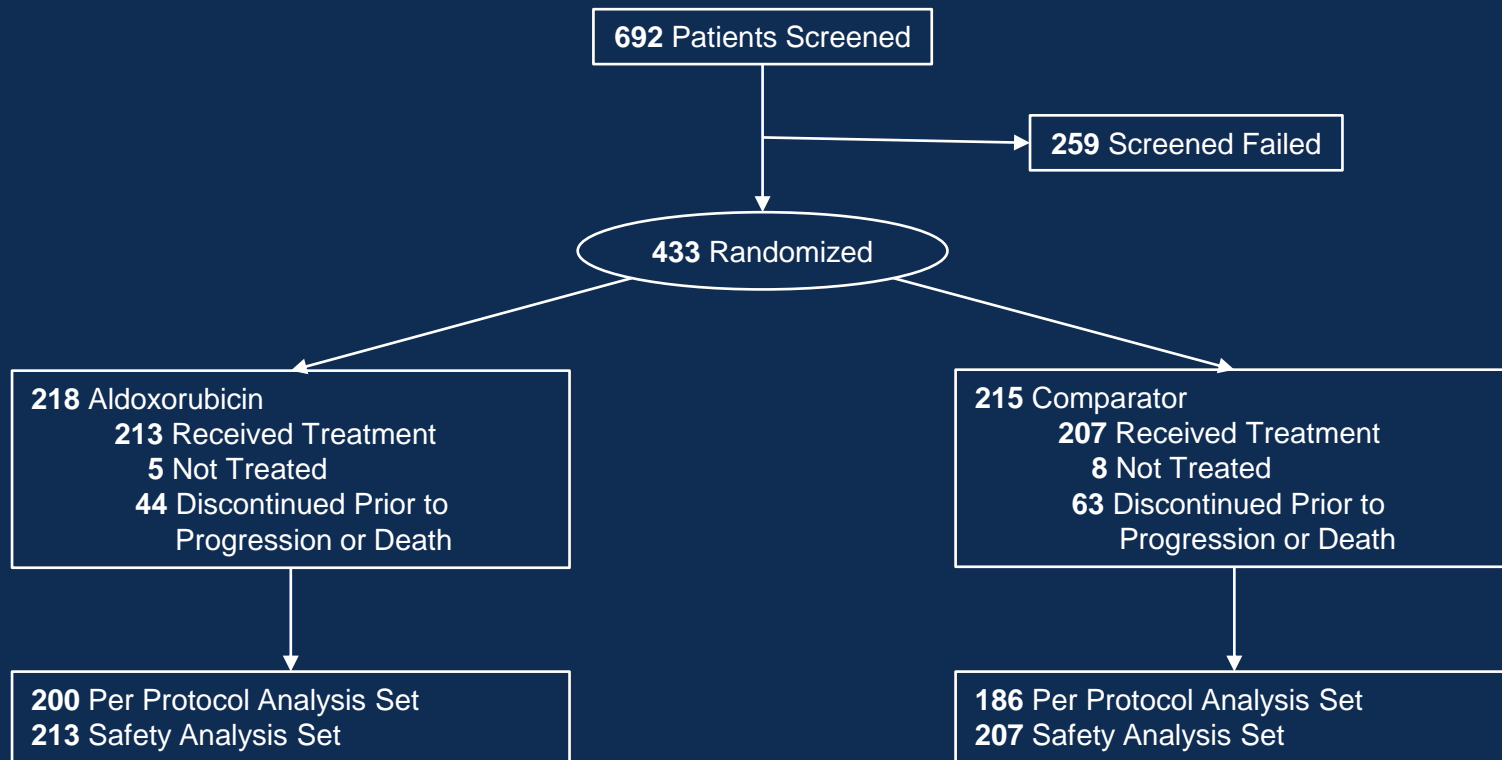 692 Patients Screened
259 Screened Failed
433 Randomized
218 Aldoxorubicin
213 Received Treatment
5 Not Treated
44 Discontinued Prior to
Progression or Death
215 Comparator
207 Received Treatment
8 Not Treated
63 Discontinued Prior to
Progression or Death
200 Per Protocol Analysis Set
213 Safety Analysis Set
186 Per Protocol Analysis Set
207 Safety Analysis Set